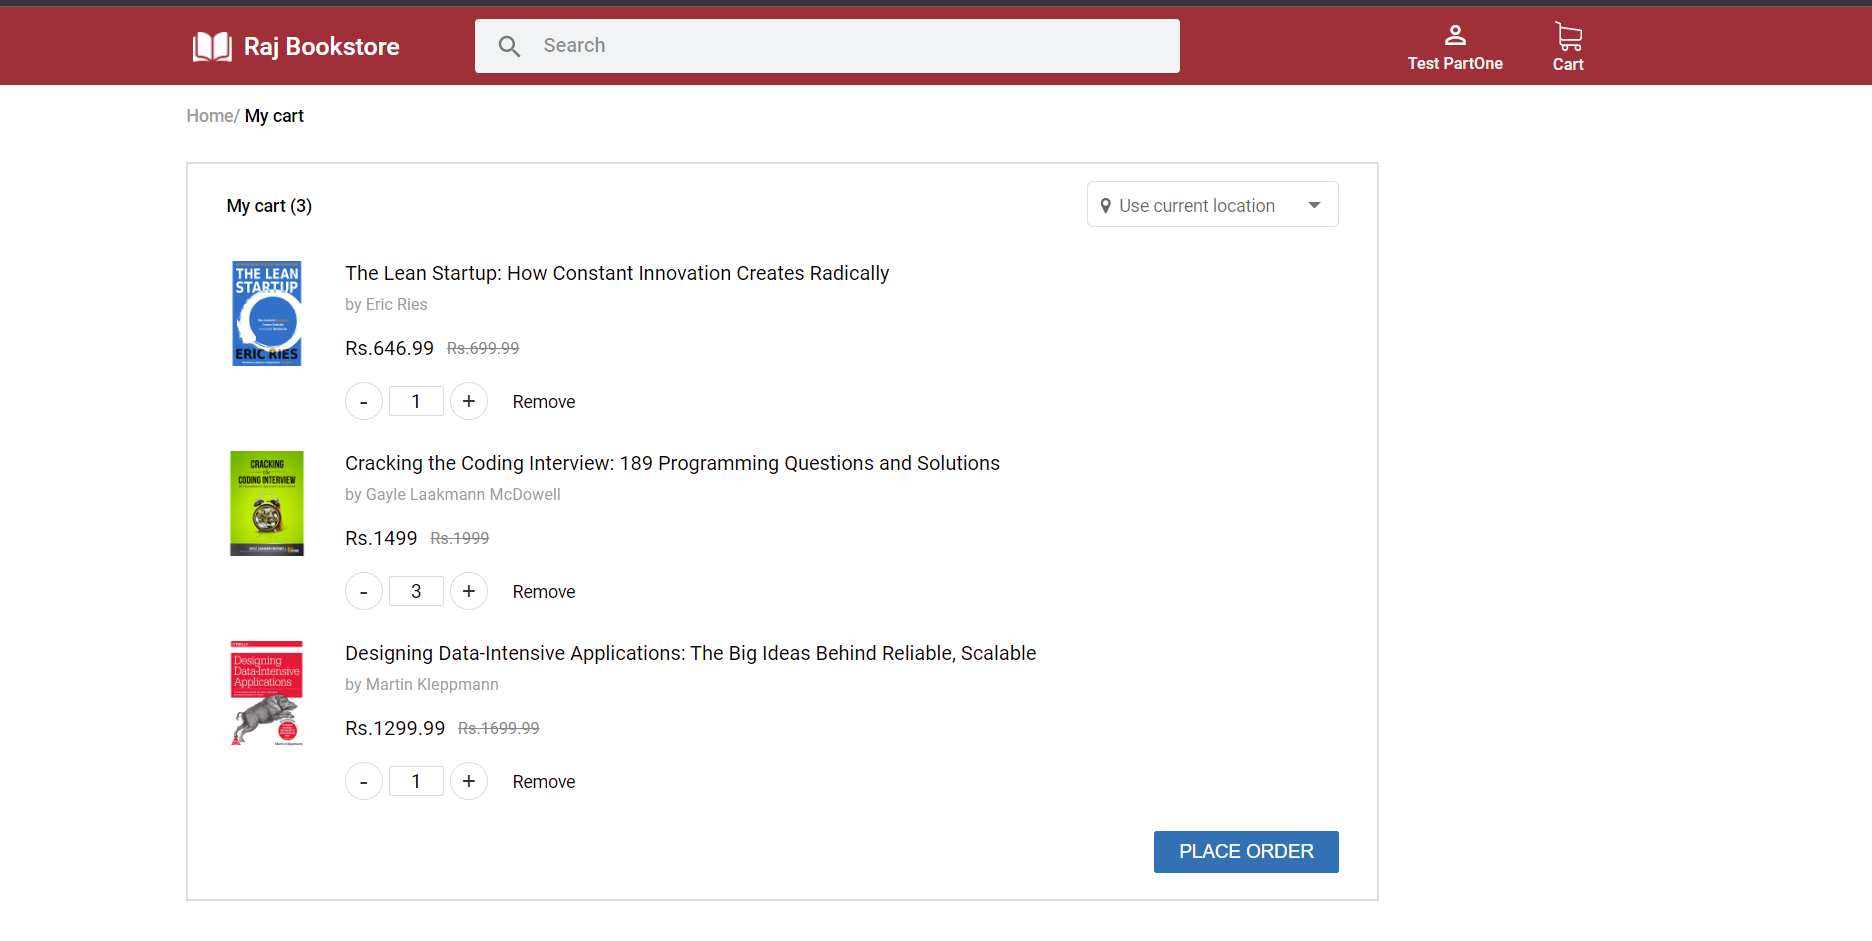 Raj Bookstore
Search
Test PartOne
Cart
Home/ My cart
My cart (3)
Use current location
THE LEAN
STARTUP
ERIC RIES
The Lean Startup: How Constant Innovation Creates Radically
by Eric Ries
Rs.646.99 Rs.699.99
- 1 + Remove
CRACKING
the
CODING INTERVIEW
Cracking the Coding Interview: 189 Programming Questions and Solutions
by Gayle Laakmann McDowell
Rs.1499 Rs.1999
- 3 + Remove
Designing
Data-Intensive
Applications
Martin Kleppmann
Designing Data-Intensive Applications: The Big Ideas Behind Reliable, Scalable
by Martin Kleppmann
Rs.1299.99 Rs.1699.99
- 1 + Remove
PLACE ORDER